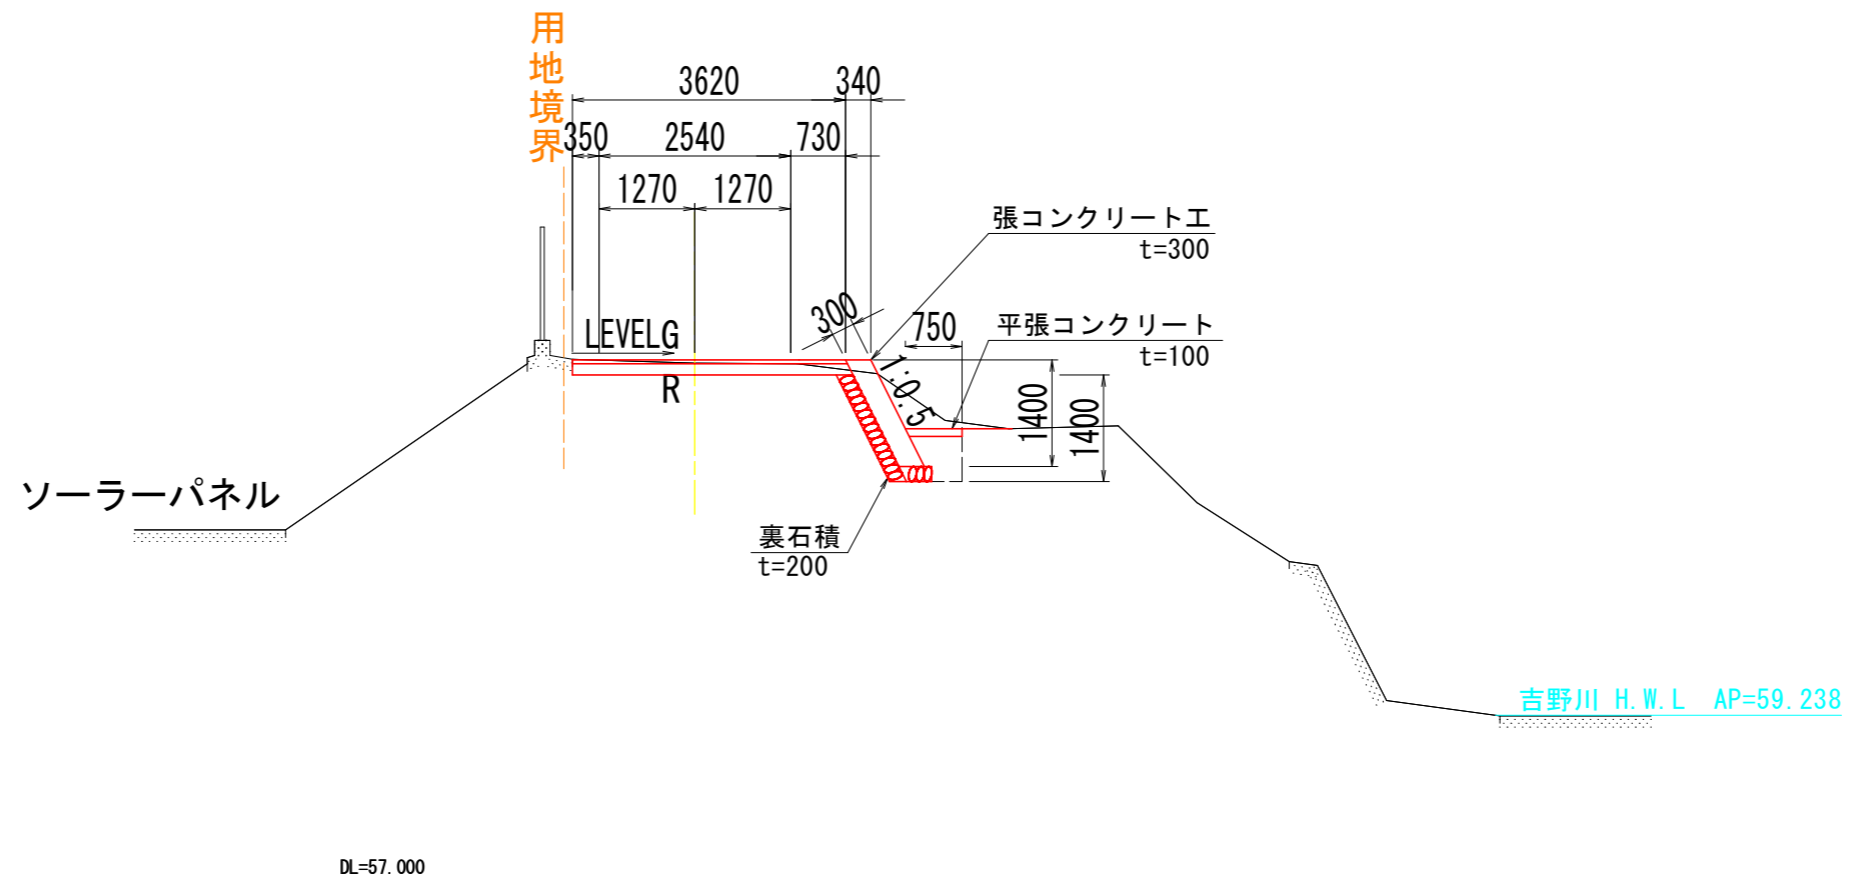 用地境界
3620
340
350
2540
730
1270
1270
張コンクリート工
t=300
300
750
平張コンクリート
t=100
LEVELG
R
1:0.5
1400
1400
ソーラーパネル
裏石積
t=200
吉野川 H.W.L AP=59.238
DL=57.000